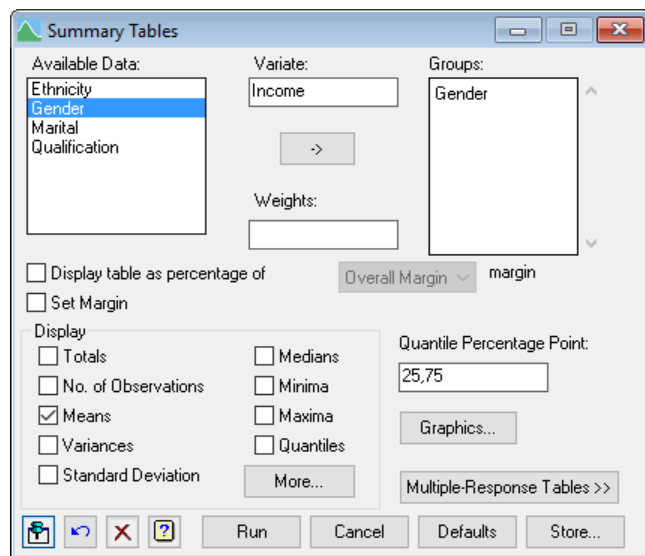 Summary Tables
Available Data:
Ethnicity
Gender
Marital
Qualification
Variate:
Income
->
Weights:
Groups:
Gender
Display table as percentage of
Overall Margin
margin
Set Margin
Display
Totals
No. of Observations
Means
Variances
Standard Deviation
Medians
Minima
Maxima
Quantiles
More...
Quantile Percentage Point:
25,75
Graphics...
Multiple-Response Tables >>
?
Run
Cancel
Defaults
Store...